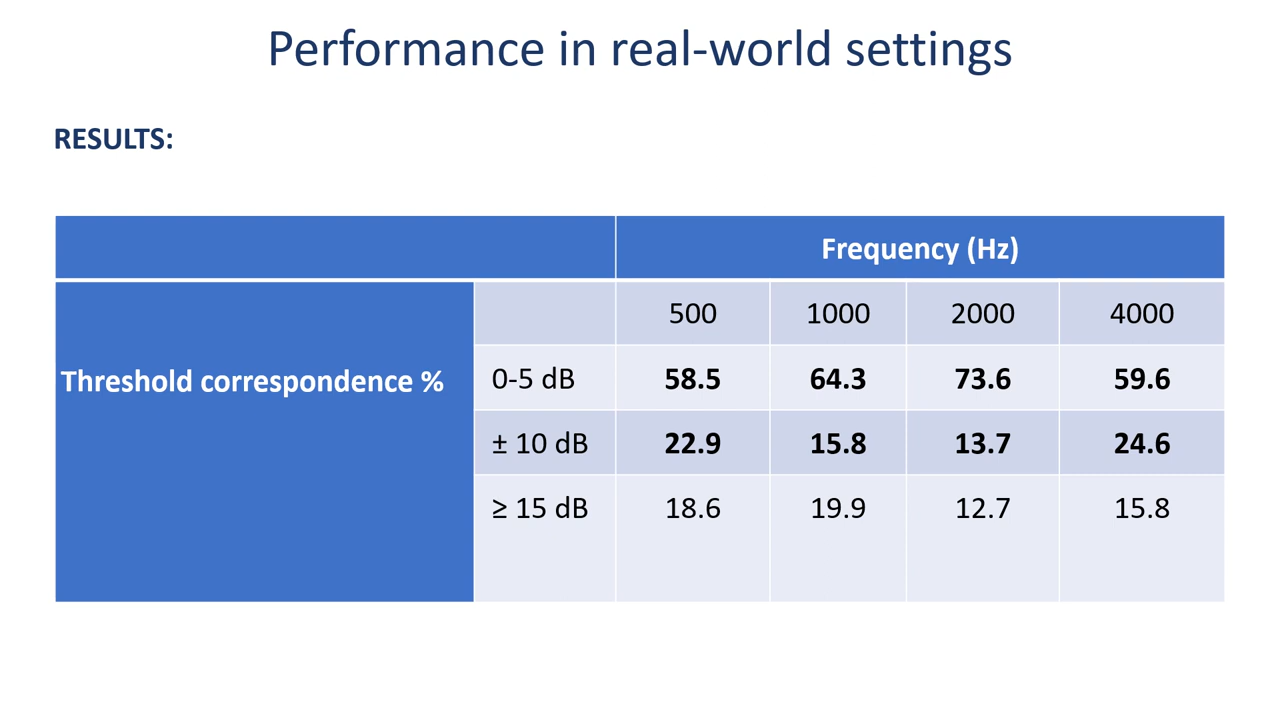 Performance in real-world settings
RESULTS:
Frequency (Hz)
500 1000 2000 4000
Threshold correspondence % 0-5 dB 58.5 64.3 73.6 59.6
± 10 dB 22.9 15.8 13.7 24.6
≥ 15 dB 18.6 19.9 12.7 15.8